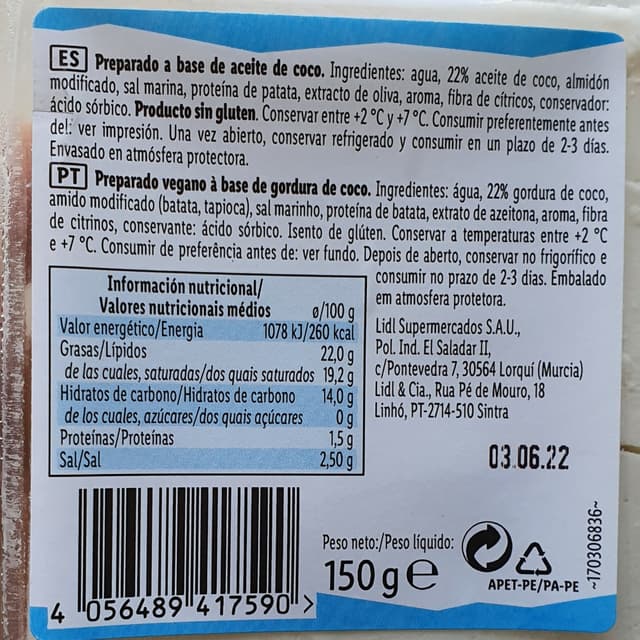 ES Preparado a base de aceite de coco. Ingredientes: agua, 22% aceite de coco, almidón
modificado, sal marina, proteína de patata, extracto de oliva, aroma, fibra de cítricos, conservador:
ácido sórbico. Producto sin gluten. Conservar entre +2 °C y +7 °C. Consumir preferentemente antes
del: ver impresión. Una vez abierto, conservar refrigerado y consumir en un plazo de 2-3 días.
Envasado en atmósfera protectora.
PT Preparado vegano à base de gordura de coco. Ingredientes: água, 22% gordura de coco,
amido modificado (batata, tapioca), sal marinho, proteína de batata, extrato de azeitona, aroma, fibra
de citrinos, conservante: ácido sórbico. Isento de glúten. Conservar a temperaturas entre +2 °C
e +7 °C. Consumir de preferência antes de: ver fundo. Depois de aberto, conservar no frigorífico e
consumir no prazo de 2-3 dias. Embalado
em atmosfera protetora.
Información nutricional/
Valores nutricionais médios ø/100 g
Valor energético/Energia 1078 kJ/260 kcal
Grasas/Lípidos 22,0 g
de las cuales, saturadas/dos quais saturados 19,2 g
Hidratos de carbono/Hidratos de carbono 14,0 g
de los cuales, azúcares/dos quais açúcares 0 g
Proteínas/Proteínas 1,5 g
Sal/Sal 2,50 g
Lidl Supermercados S.A.U.,
Pol. Ind. El Saladar II,
c/Pontevedra 7, 30564 Lorquí (Murcia)
Lidl & Cia., Rua Pé de Mouro, 18
Linhó, PT-2714-510 Sintra
03.06.22
Peso neto:/Peso líquido:
150 g e
APET-PE/PA-PE
~170306836~
4 056489 417590 >